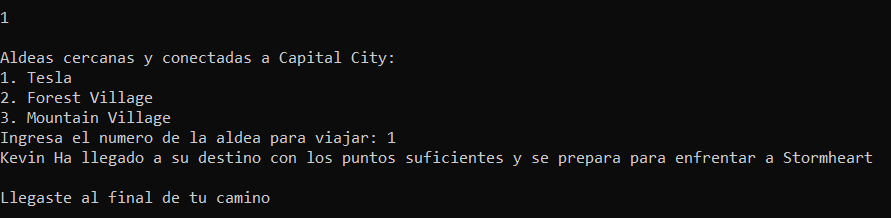 1
Aldeas cercanas y conectadas a Capital City:
1. Tesla
2. Forest Village
3. Mountain Village
Ingresa el numero de la aldea para viajar: 1
Kevin Ha llegado a su destino con los puntos suficientes y se prepara para enfrentar a Stormheart
Llegaste al final de tu camino